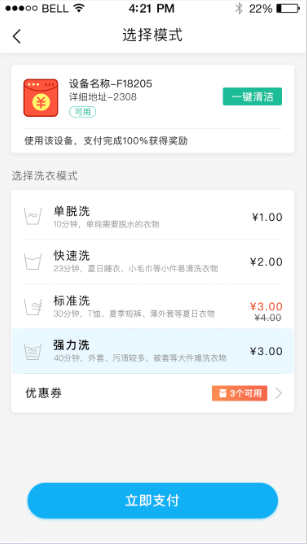 BELL 4:21 PM 22%
选择模式
设备名称-F18205
详细地址-2308
可用
一键清洁
使用该设备，支付完成100%获得奖励
选择洗衣模式
单脱洗
10分钟，单纯需要脱水的衣物
¥1.00
快速洗
23分钟，夏日睡衣、小毛巾等小件易清洗衣物
¥2.00
标准洗
30分钟，T恤、夏季短裤、薄外套等夏日衣物
¥3.00
¥4.00
强力洗
40分钟，外套、污渍较多、被套等大件难洗衣物
¥3.00
优惠券
3个可用
立即支付